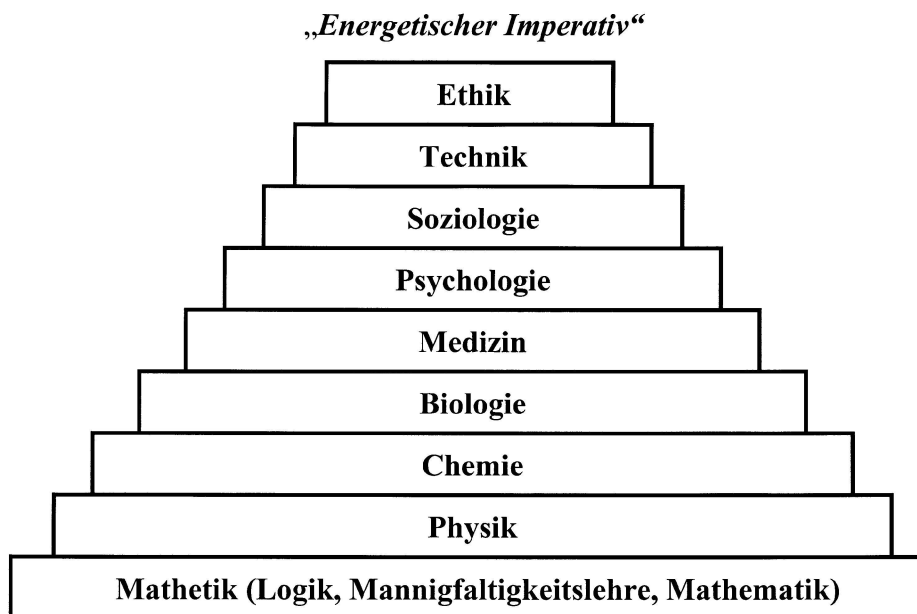 „Energetischer Imperativ“
Ethik
Technik
Soziologie
Psychologie
Medizin
Biologie
Chemie
Physik
Mathetik (Logik, Mannigfaltigkeitslehre, Mathematik)